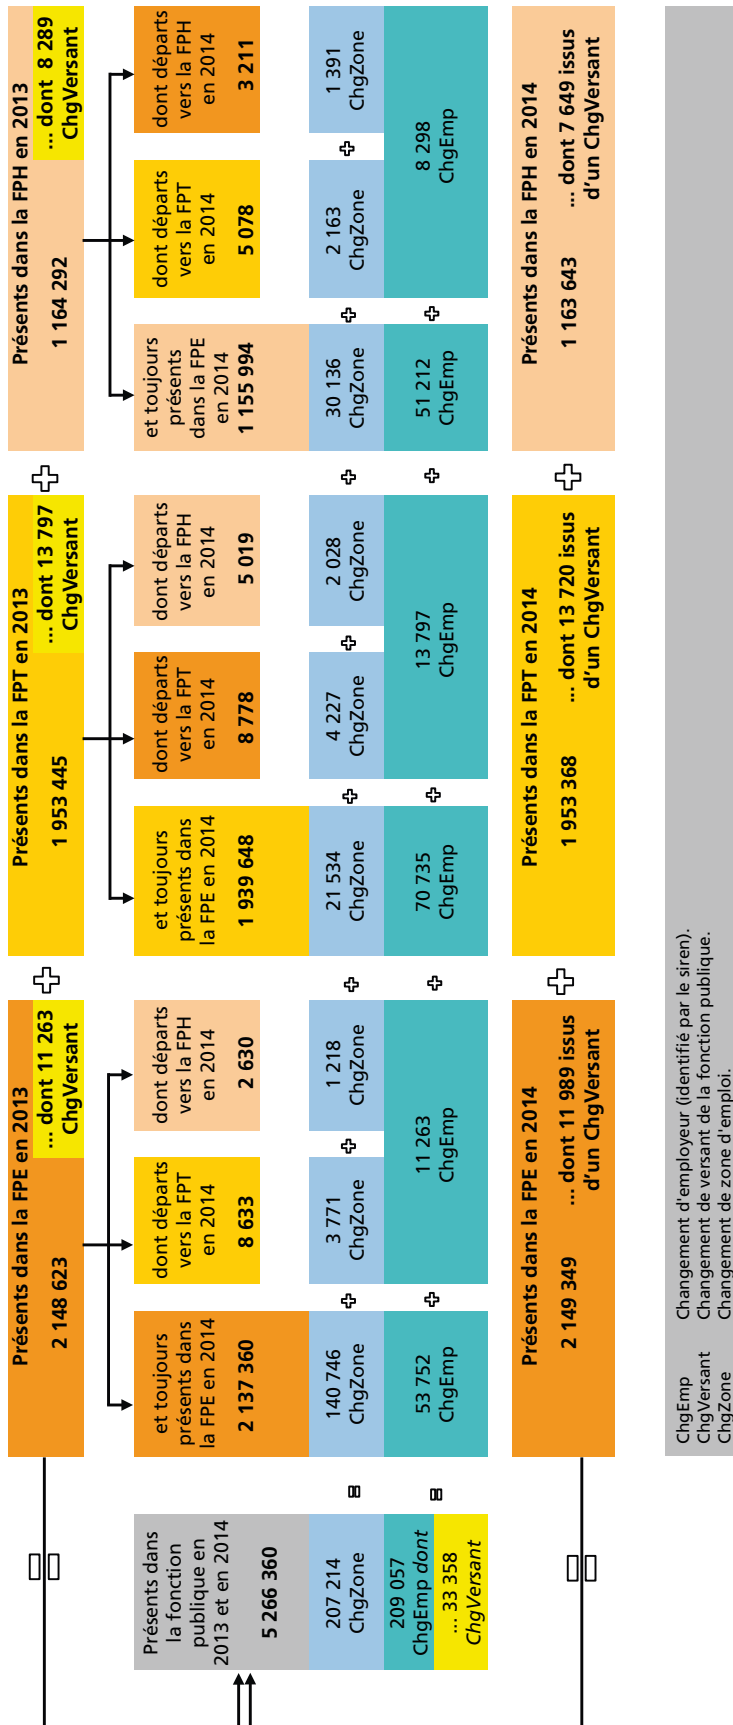 Présents dans la FPE en 2013
2 148 623
... dont 11 263
ChgVersant
Présents dans la FPT en 2013
1 953 445
... dont 13 797
ChgVersant
Présents dans la FPH en 2013
1 164 292
... dont 8 289
ChgVersant
Présents dans
la fonction
publique en
2013 et en 2014
5 266 360
et toujours
présents dans
la FPE en 2014
2 137 360
dont départs
vers la FPT
en 2014
8 633
dont départs
vers la FPH
en 2014
2 630
et toujours
présents dans
la FPE en 2014
1 939 648
dont départs
vers la FPT
en 2014
8 778
dont départs
vers la FPH
en 2014
5 019
et toujours
présents
dans la FPE
en 2014
1 155 994
dont départs
vers la FPT
en 2014
5 078
dont départs
vers la FPH
en 2014
3 211
207 214
ChgZone
140 746
ChgZone
3 771
ChgZone
1 218
ChgZone
21 534
ChgZone
4 227
ChgZone
2 028
ChgZone
30 136
ChgZone
2 163
ChgZone
1 391
ChgZone
209 057
ChgEmp dont
... 33 358
ChgVersant
53 752
ChgEmp
11 263
ChgEmp
70 735
ChgEmp
13 797
ChgEmp
51 212
ChgEmp
8 298
ChgEmp
Présents dans la FPE en 2014
2 149 349
... dont 11 989 issus
d'un ChgVersant
Présents dans la FPT en 2014
1 953 368
... dont 13 720 issus
d'un ChgVersant
Présents dans la FPH en 2014
1 163 643
... dont 7 649 issus
d'un ChgVersant
ChgEmp Changement d'employeur (identifié par le siren).
ChgVersant Changement de versant de la fonction publique.
ChgZone Changement de zone d'emploi.